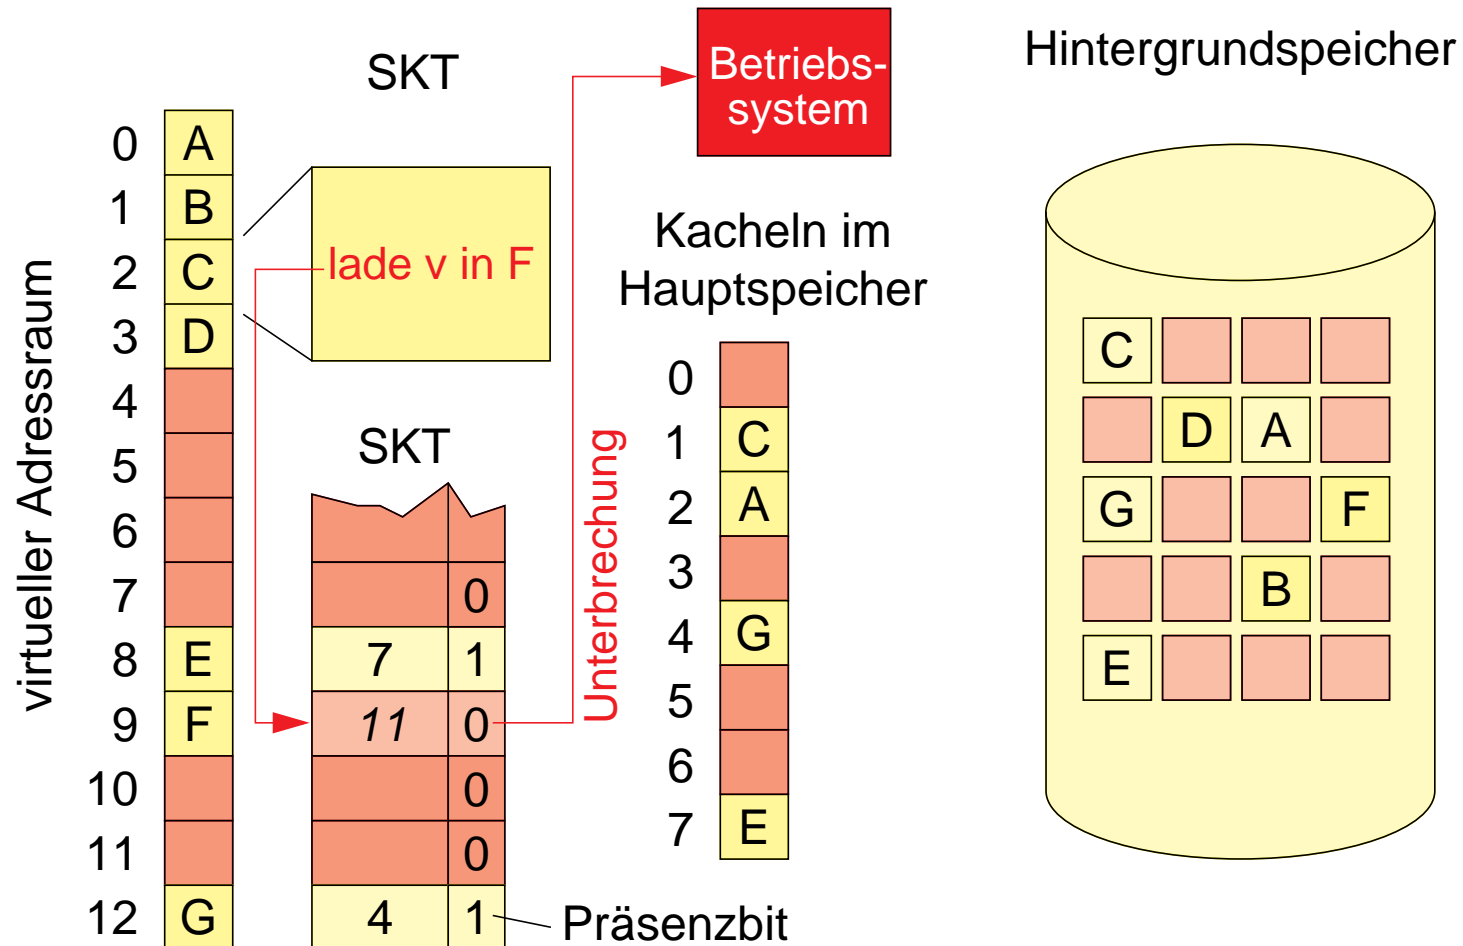 SKT
Betriebs-
system
Hintergrundspeicher
virtueller Adressraum
0 A
1 B
2 C
3 D
4
5
6
7
8 E
9 F
10
11
12 G
lade v in F
SKT
0
7 1
11 0
0
0
4 1
Präsenzbit
Unterbrechung
Kacheln im
Hauptspeicher
0
1 C
2 A
3
4 G
5
6
7 E
C
D A
G F
B
E